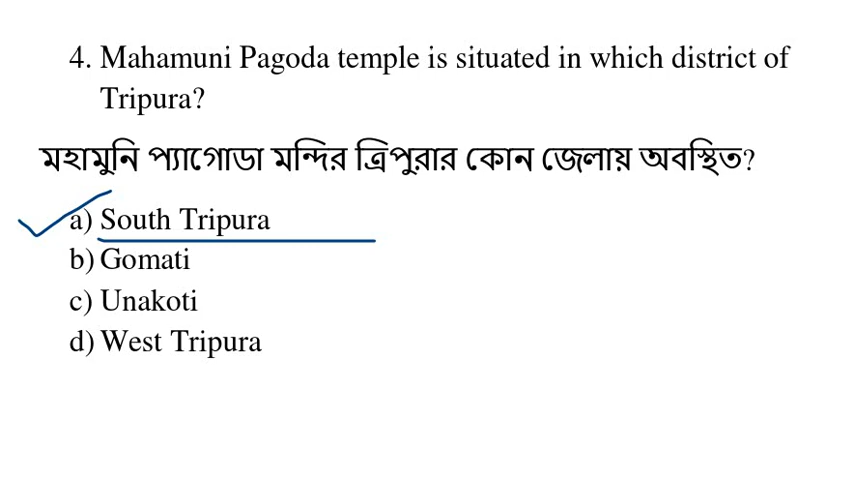 4. Mahamuni Pagoda temple is situated in which district of
Tripura?
মহামুনি প্যাগোডা মন্দির ত্রিপুরার কোন জেলায় অবস্থিত?
a) South Tripura
b) Gomati
c) Unakoti
d) West Tripura